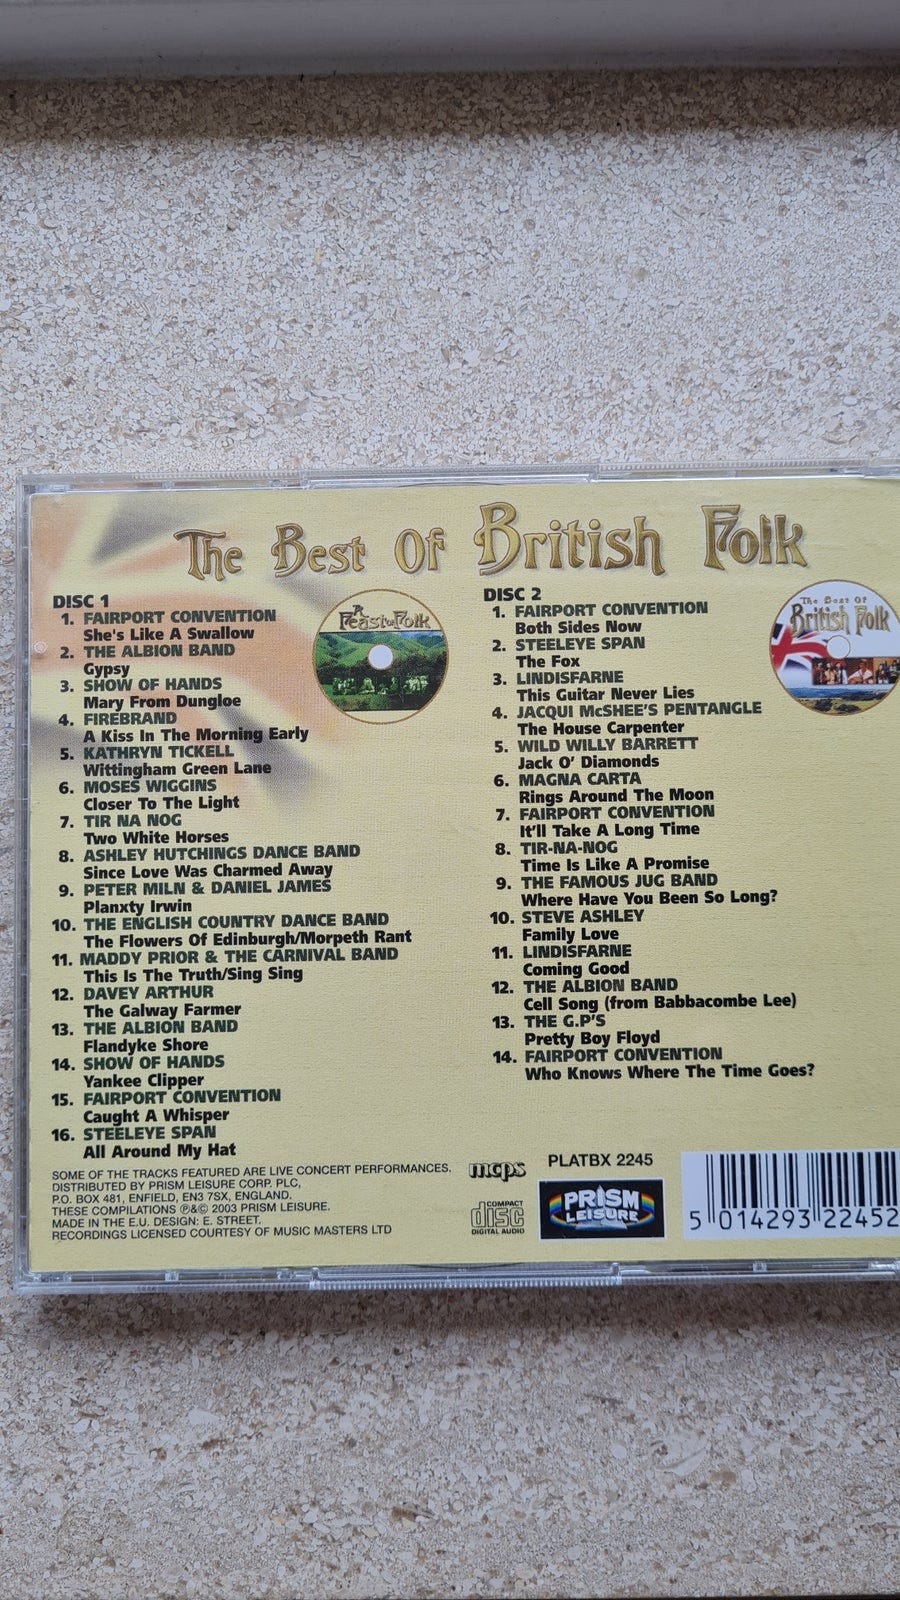 The Best Of British Folk
DISC 1
1. FAIRPORT CONVENTION
She's Like A Swallow
2. THE ALBION BAND
Gypsy
3. SHOW OF HANDS
Mary From Dungloe
4. FIREBRAND
A Kiss In The Morning Early
5. KATHRYN TICKELL
Wittingham Green Lane
6. MOSES WIGGINS
Closer To The Light
7. TIR NA NOG
Two White Horses
8. ASHLEY HUTCHINGS DANCE BAND
Since Love Was Charmed Away
9. PETER MILN & DANIEL JAMES
Planxty Irwin
10. THE ENGLISH COUNTRY DANCE BAND
The Flowers Of Edinburgh/Morpeth Rant
11. MADDY PRIOR & THE CARNIVAL BAND
This Is The Truth/Sing Sing
12. DAVEY ARTHUR
The Galway Farmer
13. THE ALBION BAND
Flandyke Shore
14. SHOW OF HANDS
Yankee Clipper
15. FAIRPORT CONVENTION
Caught A Whisper
16. STEELEYE SPAN
All Around My Hat
A
Feast Of Folk
DISC 2
1. FAIRPORT CONVENTION
Both Sides Now
2. STEELEYE SPAN
The Fox
3. LINDISFARNE
This Guitar Never Lies
4. JACQUI McSHEE'S PENTANGLE
The House Carpenter
5. WILD WILLY BARRETT
Jack O' Diamonds
6. MAGNA CARTA
Rings Around The Moon
7. FAIRPORT CONVENTION
It'll Take A Long Time
8. TIR-NA-NOG
Time Is Like A Promise
9. THE FAMOUS JUG BAND
Where Have You Been So Long?
10. STEVE ASHLEY
Family Love
11. LINDISFARNE
Coming Good
12. THE ALBION BAND
Cell Song (from Babbacombe Lee)
13. THE G.P'S
Pretty Boy Floyd
14. FAIRPORT CONVENTION
Who Knows Where The Time Goes?
The Best Of
British Folk
SOME OF THE TRACKS FEATURED ARE LIVE CONCERT PERFORMANCES.
DISTRIBUTED BY PRISM LEISURE CORP. PLC,
P.O. BOX 481, ENFIELD, EN3 7SX, ENGLAND.
THESE COMPILATIONS ℗&© 2003 PRISM LEISURE.
MADE IN THE E.U. DESIGN: E. STREET.
RECORDINGS LICENSED COURTESY OF MUSIC MASTERS LTD
mcps
COMPACT
disc
DIGITAL AUDIO
PLATBX 2245
PRISM
LEISURE
5 014293 22452